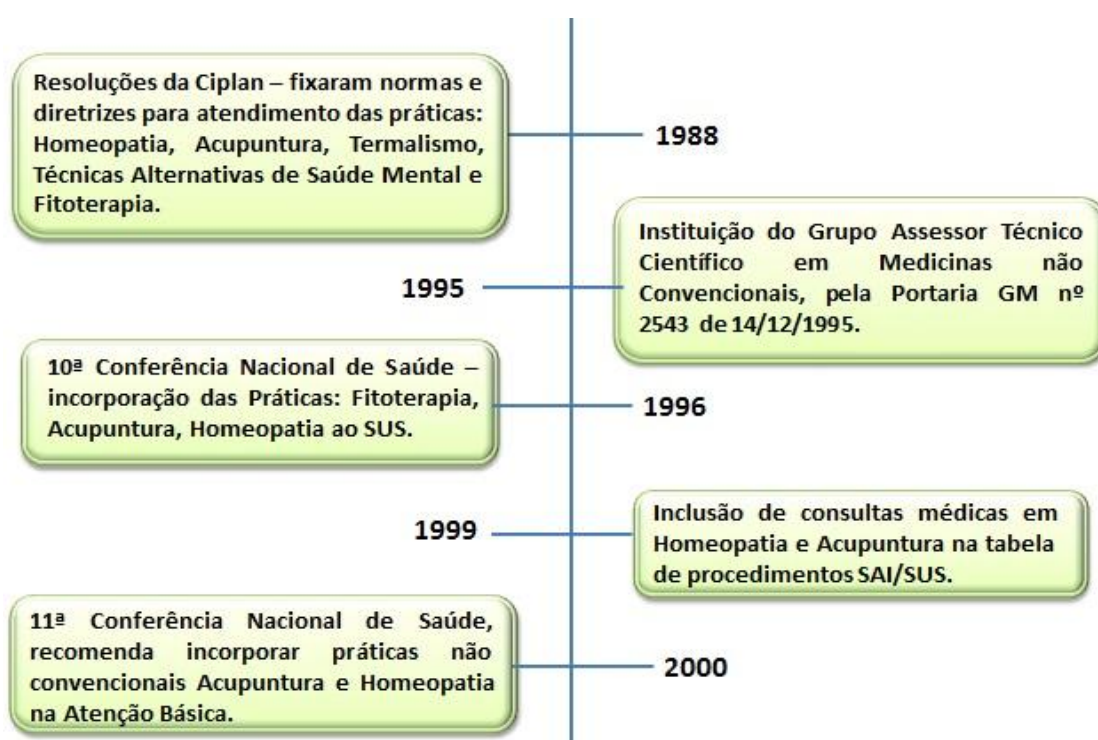 Resoluções da Ciplan – fixaram normas e
diretrizes para atendimento das práticas:
Homeopatia, Acupuntura, Termalismo,
Técnicas Alternativas de Saúde Mental e
Fitoterapia.
1988
Instituição do Grupo Assessor Técnico
Científico em Medicinas não
Convencionais, pela Portaria GM nº
2543 de 14/12/1995.
1995
10ª Conferência Nacional de Saúde –
incorporação das Práticas: Fitoterapia,
Acupuntura, Homeopatia ao SUS.
1996
Inclusão de consultas médicas em
Homeopatia e Acupuntura na tabela
de procedimentos SAI/SUS.
1999
11ª Conferência Nacional de Saúde,
recomenda incorporar práticas não
convencionais Acupuntura e Homeopatia
na Atenção Básica.
2000